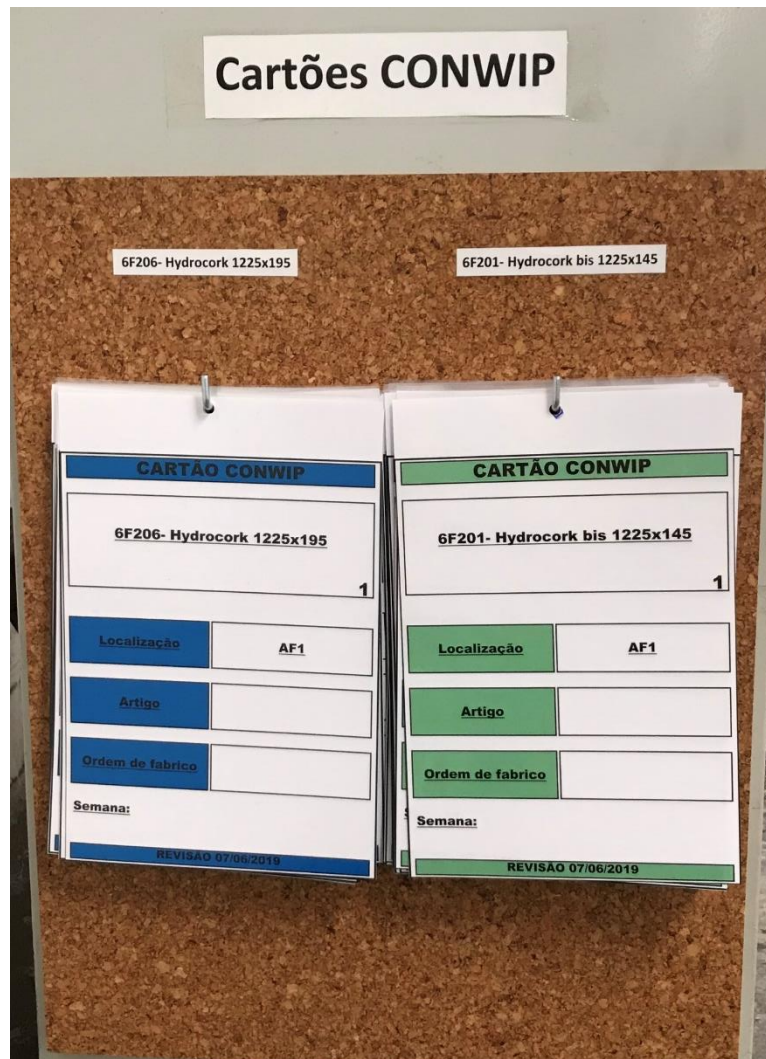 Cartões CONWIP
6F206- Hydrocork 1225x195
6F201- Hydrocork bis 1225x145
CARTÃO CONWIP
6F206- Hydrocork 1225x195
1
Localização AF1
Artigo
Ordem de fabrico
Semana:
REVISÃO 07/06/2019
CARTÃO CONWIP
6F201- Hydrocork bis 1225x145
1
Localização AF1
Artigo
Ordem de fabrico
Semana:
REVISÃO 07/06/2019